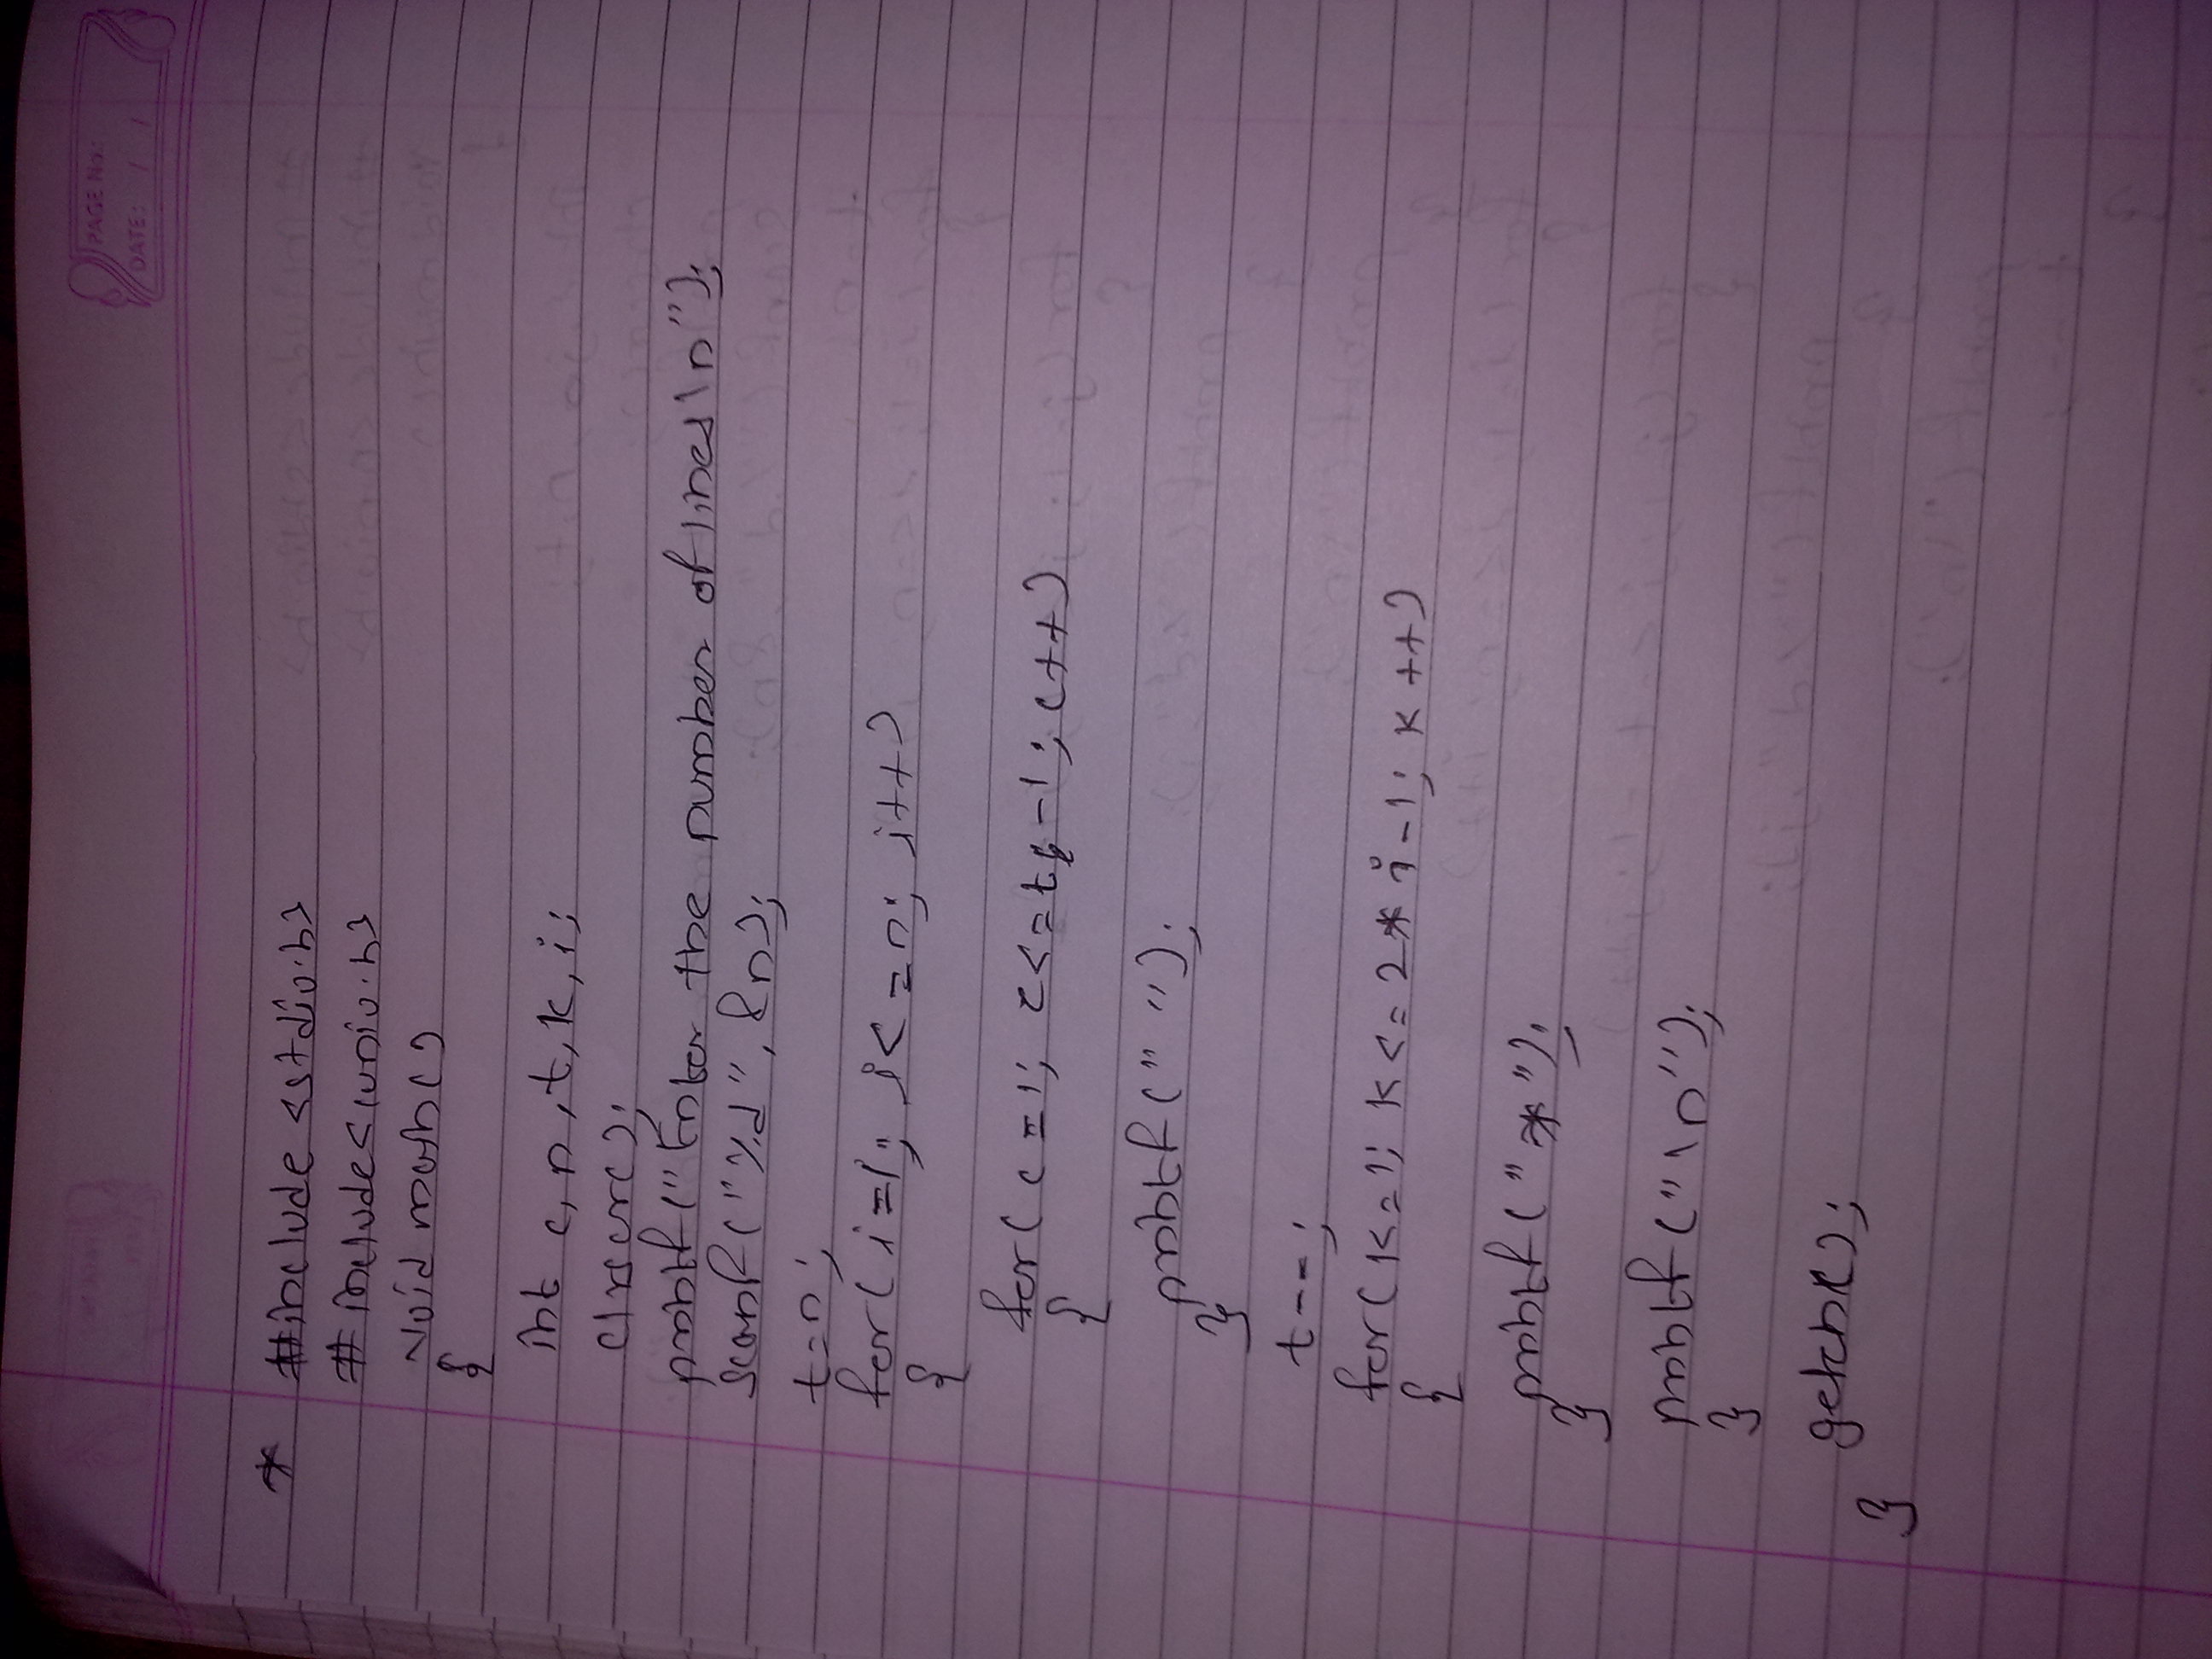 PAGE No.:
DATE: / /
* #include <stdio.h>
#include<conio.h>
void main()
{
int c,n,t,k,i;
clrscr();
printf("Enter the number of lines\n");
scanf("%d",&n);
t=n;
for(i=1; i<=n; i++)
{
for(c=1; c<=t-1; c++)
{
printf(" ");
}
t--;
for(k=1; k<=2*i-1; k++)
{
printf("*");
}
printf("\n");
}
getch();
}